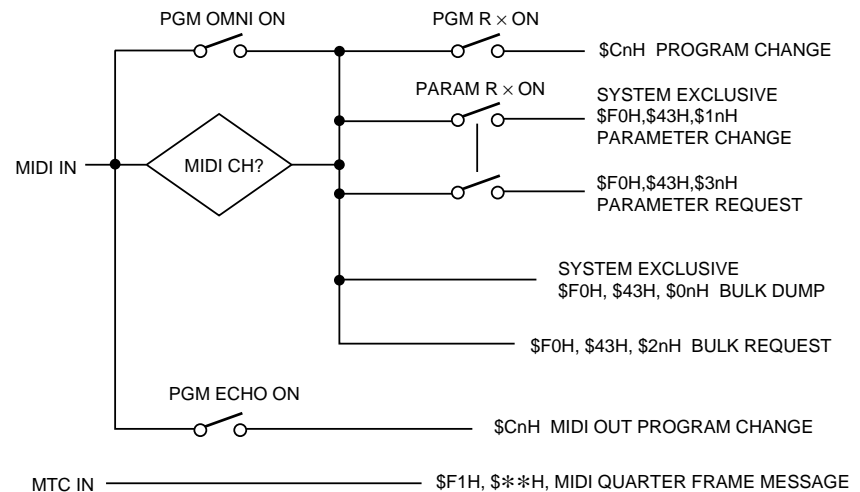 PGM OMNI ON
PGM R × ON
$CnH PROGRAM CHANGE
PARAM R × ON
SYSTEM EXCLUSIVE
$F0H,$43H,$1nH
PARAMETER CHANGE
MIDI IN
MIDI CH?
$F0H,$43H,$3nH
PARAMETER REQUEST
SYSTEM EXCLUSIVE
$F0H, $43H, $0nH BULK DUMP
$F0H, $43H, $2nH BULK REQUEST
PGM ECHO ON
$CnH MIDI OUT PROGRAM CHANGE
MTC IN
$F1H, $**H, MIDI QUARTER FRAME MESSAGE